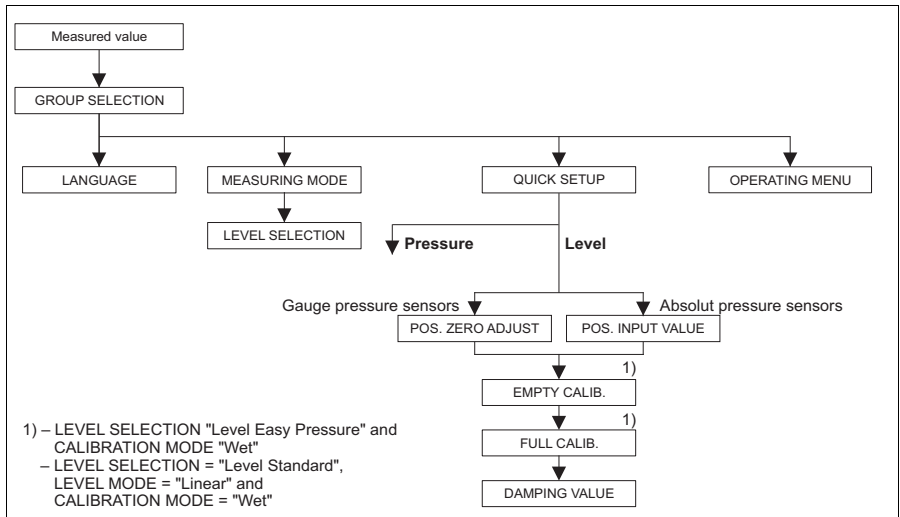 Measured value
GROUP SELECTION
LANGUAGE
MEASURING MODE
QUICK SETUP
OPERATING MENU
LEVEL SELECTION
Pressure
Level
Gauge pressure sensors
Absolut pressure sensors
POS. ZERO ADJUST
POS. INPUT VALUE
1)
EMPTY CALIB.
1)
FULL CALIB.
DAMPING VALUE
1) – LEVEL SELECTION "Level Easy Pressure" and
CALIBRATION MODE "Wet"
– LEVEL SELECTION = "Level Standard",
LEVEL MODE = "Linear" and
CALIBRATION MODE = "Wet"